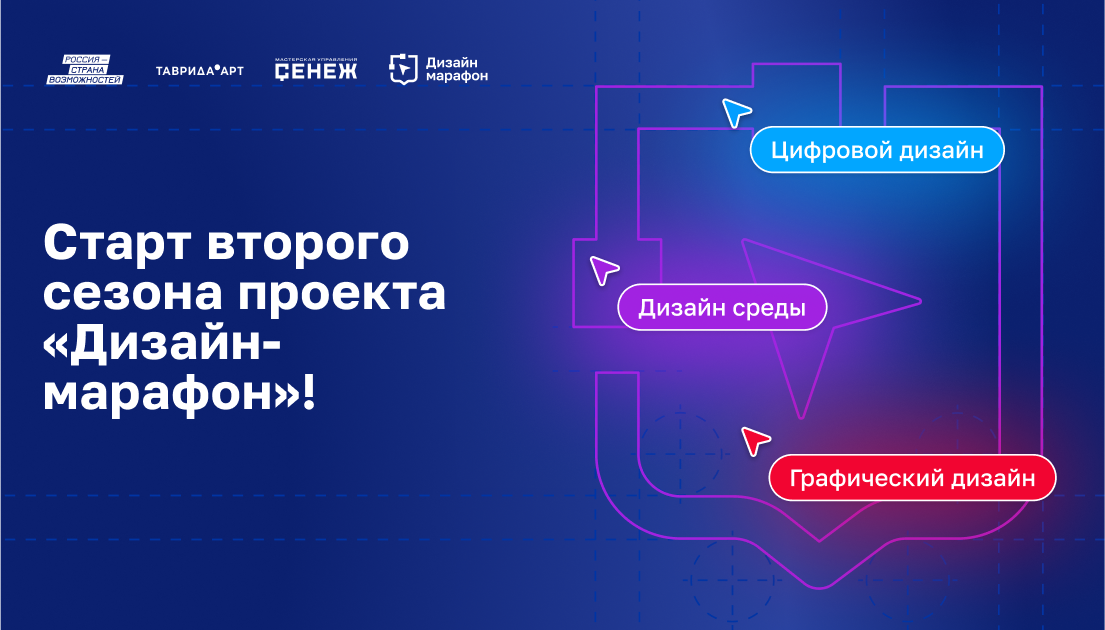 РОССИЯ –
СТРАНА
ВОЗМОЖНОСТЕЙ
ТАВРИДА•АРТ
МАСТЕРСКАЯ УПРАВЛЕНИЯ
СЕНЕЖ
Дизайн
марафон
Цифровой дизайн
Старт второго
сезона проекта
«Дизайн-
марафон»!
Дизайн среды
Графический дизайн